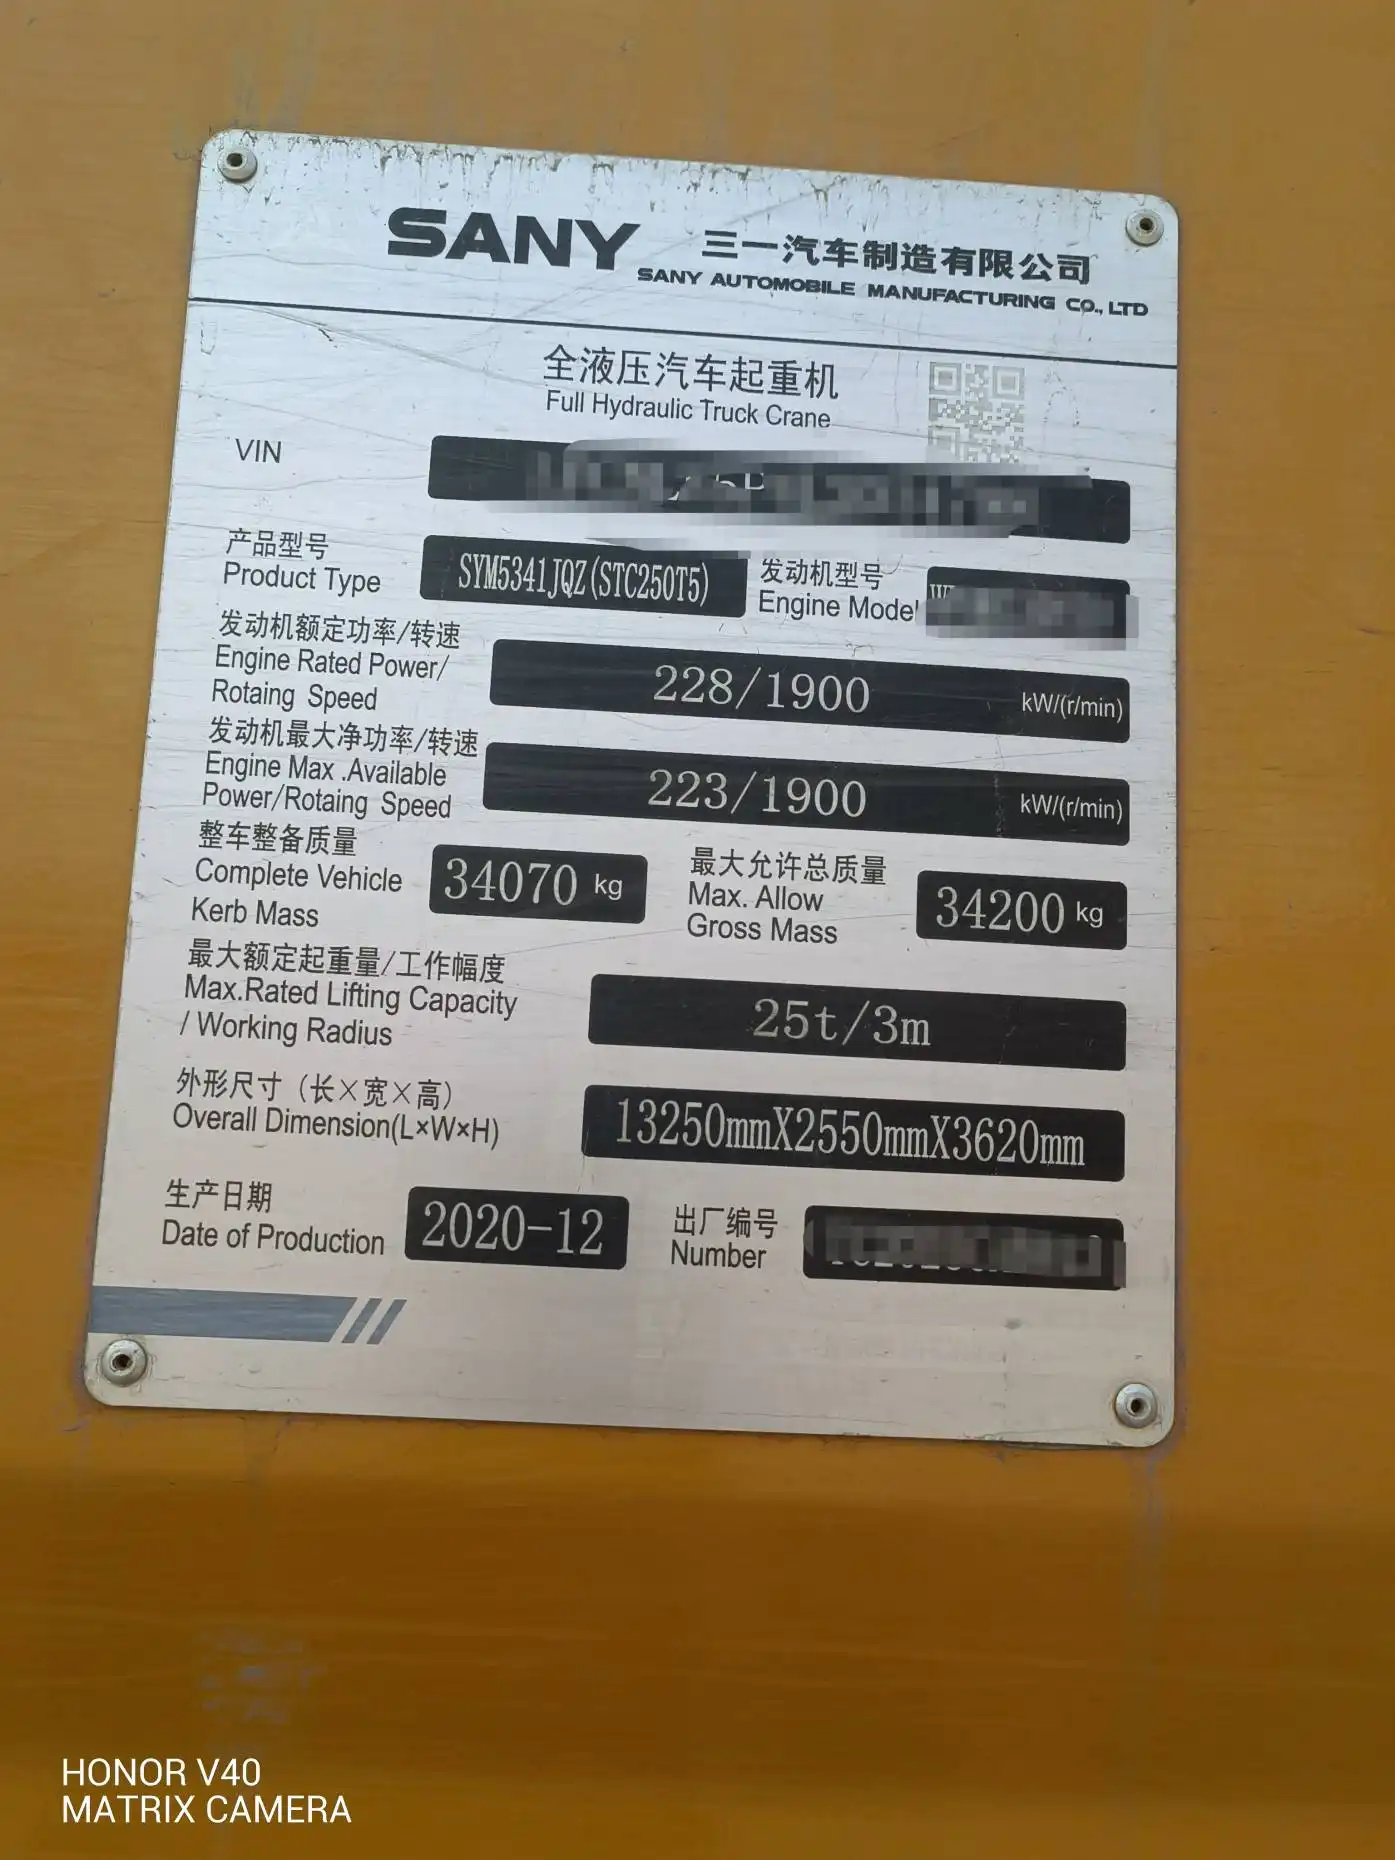 SANY 三一汽车制造有限公司
SANY AUTOMOBILE MANUFACTURING CO., LTD
全液压汽车起重机
Full Hydraulic Truck Crane
VIN
产品型号
Product Type
SYM5341JQZ(STC250T5)
发动机型号
Engine Model
发动机额定功率/转速
Engine Rated Power/
Rotaing Speed
228/1900 kW/(r/min)
发动机最大净功率/转速
Engine Max .Available
Power/Rotaing Speed
223/1900 kW/(r/min)
整车整备质量
Complete Vehicle
Kerb Mass
34070 kg
最大允许总质量
Max. Allow
Gross Mass
34200 kg
最大额定起重量/工作幅度
Max.Rated Lifting Capacity
/ Working Radius
25t/3m
外形尺寸（长×宽×高）
Overall Dimension(L×W×H)
13250mmX2550mmX3620mm
生产日期
Date of Production
2020-12
出厂编号
Number
HONOR V40
MATRIX CAMERA